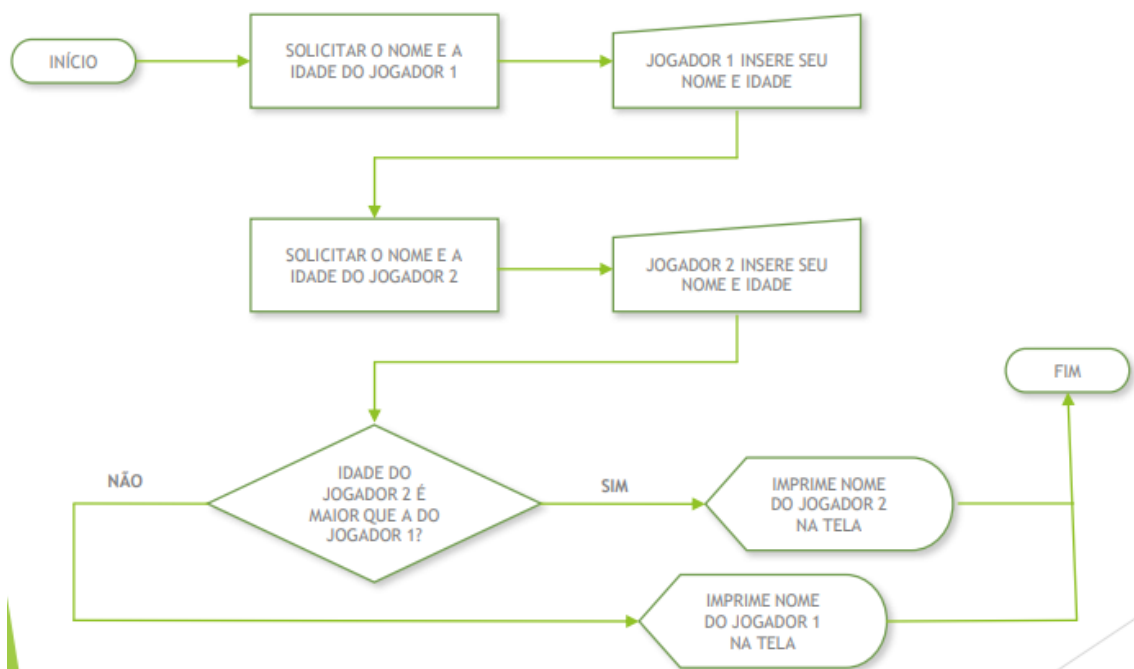 INÍCIO
SOLICITAR O NOME E A
IDADE DO JOGADOR 1
JOGADOR 1 INSERE SEU
NOME E IDADE
SOLICITAR O NOME E A
IDADE DO JOGADOR 2
JOGADOR 2 INSERE SEU
NOME E IDADE
FIM
NÃO
IDADE DO
JOGADOR 2 É
MAIOR QUE A DO
JOGADOR 1?
SIM
IMPRIME NOME
DO JOGADOR 2
NA TELA
IMPRIME NOME
DO JOGADOR 1
NA TELA